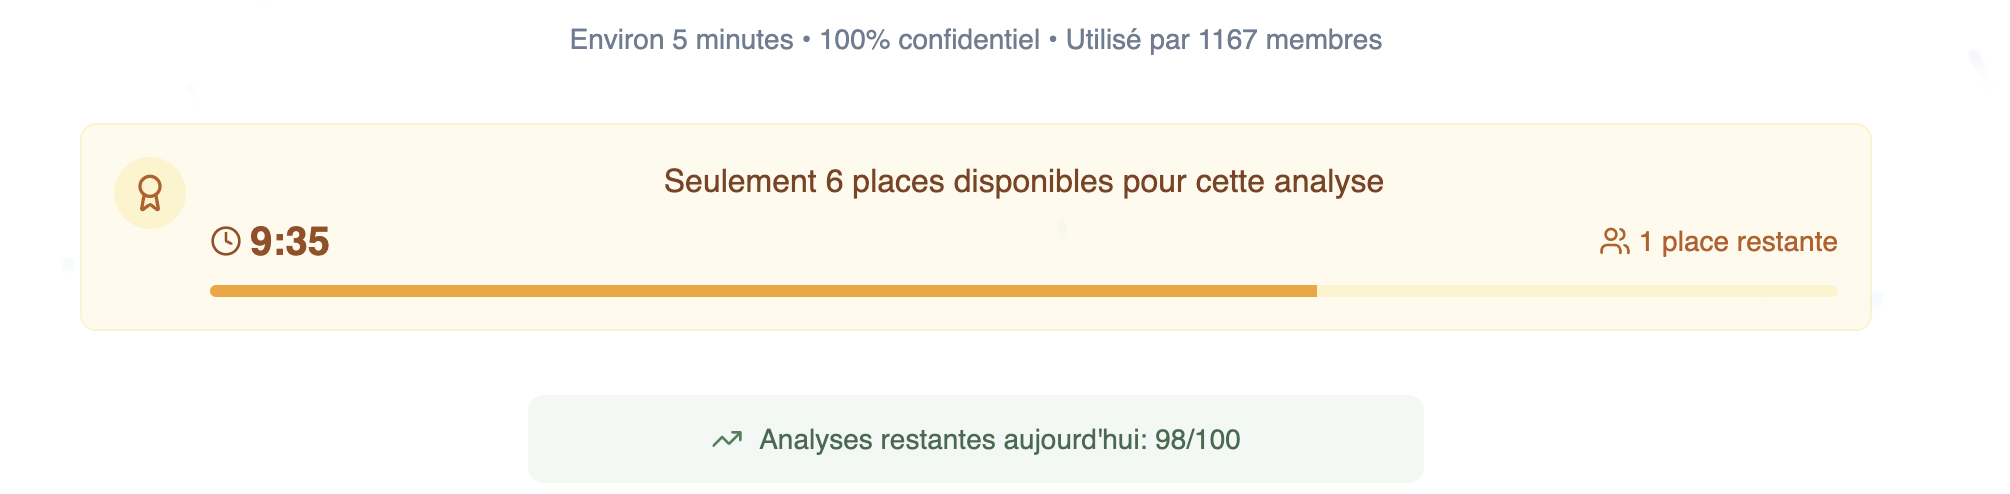 Environ 5 minutes • 100% confidentiel • Utilisé par 1167 membres
Seulement 6 places disponibles pour cette analyse
9:35
1 place restante
Analyses restantes aujourd'hui: 98/100